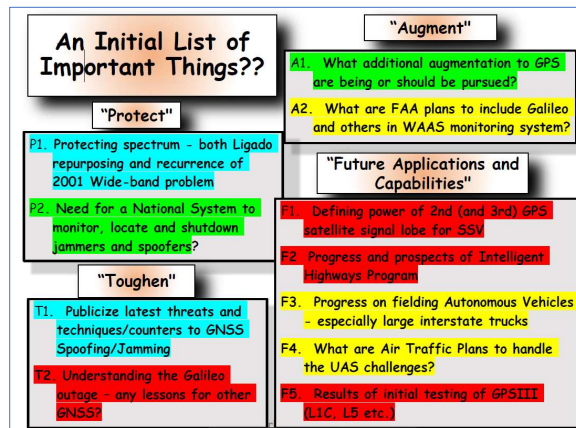 An Initial List of
Important Things??
“Protect"
P1. Protecting spectrum - both Ligado
repurposing and recurrence of
2001 Wide-band problem
P2. Need for a National System to
monitor, locate and shutdown
jammers and spoofers?
“Toughen"
T1. Publicize latest threats and
techniques/counters to GNSS
Spoofing/Jamming
T2. Understanding the Galileo
outage - any lessons for other
GNSS?
“Augment"
A1. What additional augmentation to GPS
are being or should be pursued?
A2. What are FAA plans to include Galileo
and others in WAAS monitoring system?
“Future Applications and
Capabilities"
F1. Defining power of 2nd (and 3rd) GPS
satellite signal lobe for SSV
F2 Progress and prospects of Intelligent
Highways Program
F3. Progress on fielding Autonomous Vehicles
- especially large interstate trucks
F4. What are Air Traffic Plans to handle
the UAS challenges?
F5. Results of initial testing of GPSIII
(L1C, L5 etc.)